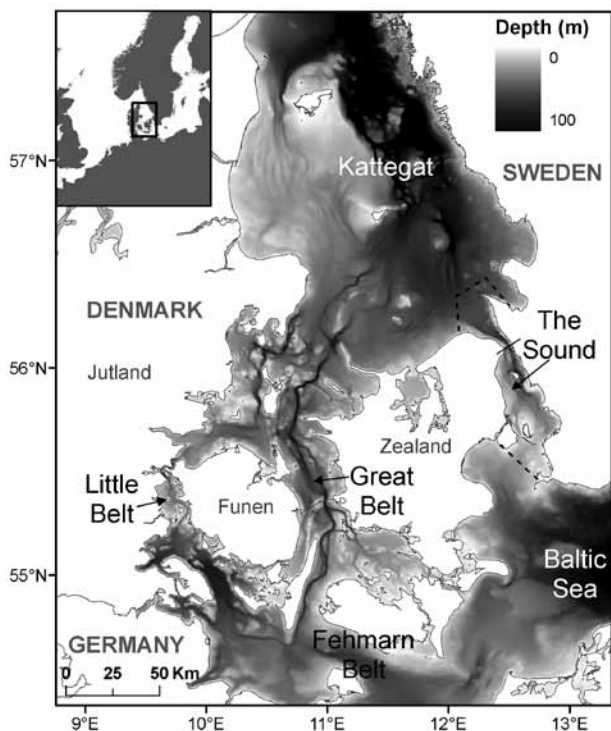 Depth (m)
0
100
57°N
Kattegat
SWEDEN
DENMARK
The
Sound
56°N
Jutland
Zealand
Little
Belt
Funen
Great
Belt
55°N
Baltic
Sea
GERMANY
Fehmarn
Belt
0 25 50 Km
9°E 10°E 11°E 12°E 13°E